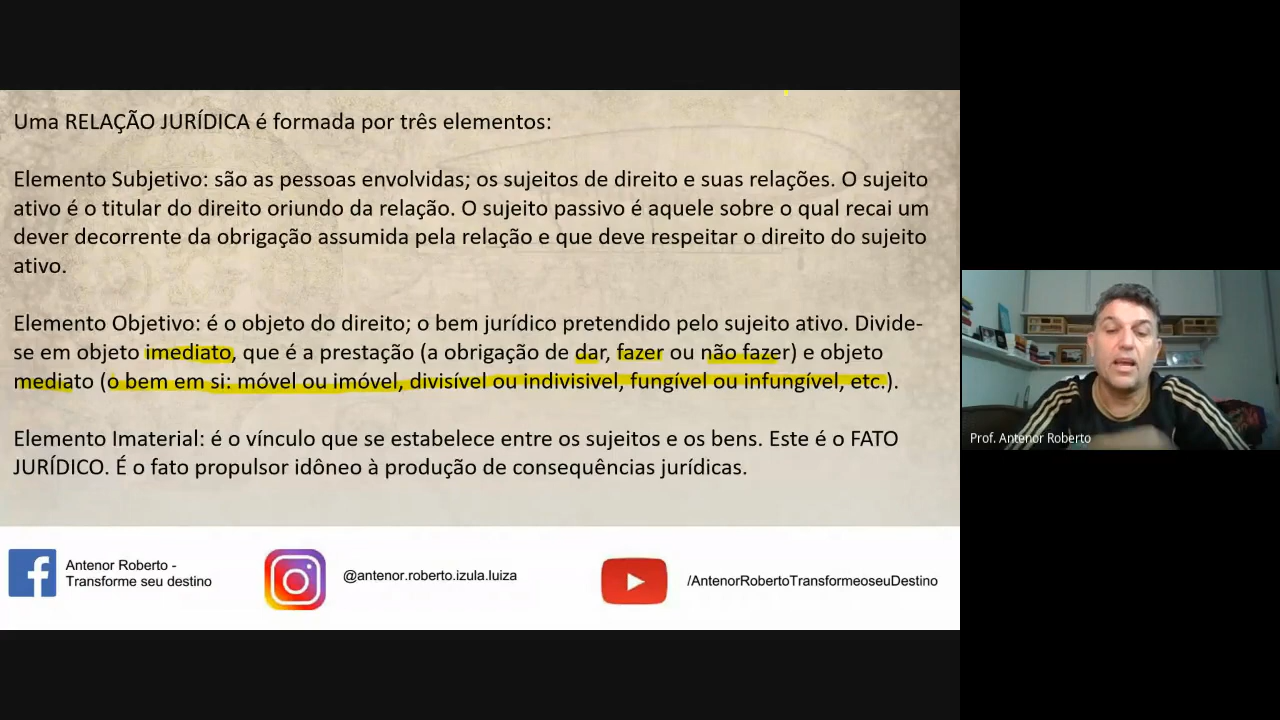 Uma RELAÇÃO JURÍDICA é formada por três elementos:
Elemento Subjetivo: são as pessoas envolvidas; os sujeitos de direito e suas relações. O sujeito
ativo é o titular do direito oriundo da relação. O sujeito passivo é aquele sobre o qual recai um
dever decorrente da obrigação assumida pela relação e que deve respeitar o direito do sujeito
ativo.
Elemento Objetivo: é o objeto do direito; o bem jurídico pretendido pelo sujeito ativo. Divide-
se em objeto imediato, que é a prestação (a obrigação de dar, fazer ou não fazer) e objeto
mediato (o bem em si: móvel ou imóvel, divisível ou indivisivel, fungível ou infungível, etc.).
Elemento Imaterial: é o vínculo que se estabelece entre os sujeitos e os bens. Este é o FATO
JURÍDICO. É o fato propulsor idôneo à produção de consequências jurídicas.
Antenor Roberto -
Transforme seu destino
@antenor.roberto.izula.luiza
/AntenorRobertoTransformeoseuDestino
Prof. Antenor Roberto